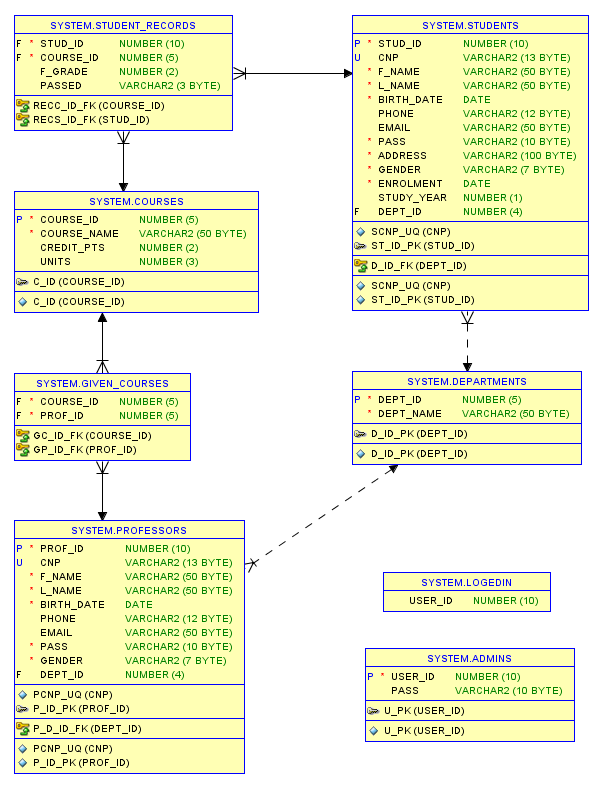 SYSTEM.STUDENT_RECORDS
F * STUD_ID NUMBER (10)
F * COURSE_ID NUMBER (5)
F_GRADE NUMBER (2)
PASSED VARCHAR2 (3 BYTE)
RECC_ID_FK (COURSE_ID)
RECS_ID_FK (STUD_ID)
SYSTEM.STUDENTS
P * STUD_ID NUMBER (10)
U CNP VARCHAR2 (13 BYTE)
* F_NAME VARCHAR2 (50 BYTE)
* L_NAME VARCHAR2 (50 BYTE)
* BIRTH_DATE DATE
PHONE VARCHAR2 (12 BYTE)
EMAIL VARCHAR2 (50 BYTE)
* PASS VARCHAR2 (10 BYTE)
* ADDRESS VARCHAR2 (100 BYTE)
* GENDER VARCHAR2 (7 BYTE)
* ENROLMENT DATE
STUDY_YEAR NUMBER (1)
F DEPT_ID NUMBER (4)
SCNP_UQ (CNP)
ST_ID_PK (STUD_ID)
D_ID_FK (DEPT_ID)
SCNP_UQ (CNP)
ST_ID_PK (STUD_ID)
SYSTEM.COURSES
P * COURSE_ID NUMBER (5)
* COURSE_NAME VARCHAR2 (50 BYTE)
CREDIT_PTS NUMBER (2)
UNITS NUMBER (3)
C_ID (COURSE_ID)
C_ID (COURSE_ID)
SYSTEM.GIVEN_COURSES
F * COURSE_ID NUMBER (5)
F * PROF_ID NUMBER (5)
GC_ID_FK (COURSE_ID)
GP_ID_FK (PROF_ID)
SYSTEM.DEPARTMENTS
P * DEPT_ID NUMBER (5)
* DEPT_NAME VARCHAR2 (50 BYTE)
D_ID_PK (DEPT_ID)
D_ID_PK (DEPT_ID)
SYSTEM.PROFESSORS
P * PROF_ID NUMBER (10)
U CNP VARCHAR2 (13 BYTE)
* F_NAME VARCHAR2 (50 BYTE)
* L_NAME VARCHAR2 (50 BYTE)
* BIRTH_DATE DATE
PHONE VARCHAR2 (12 BYTE)
EMAIL VARCHAR2 (50 BYTE)
* PASS VARCHAR2 (10 BYTE)
* GENDER VARCHAR2 (7 BYTE)
F DEPT_ID NUMBER (4)
PCNP_UQ (CNP)
P_ID_PK (PROF_ID)
P_D_ID_FK (DEPT_ID)
PCNP_UQ (CNP)
P_ID_PK (PROF_ID)
SYSTEM.LOGEDIN
USER_ID NUMBER (10)
SYSTEM.ADMINS
P * USER_ID NUMBER (10)
PASS VARCHAR2 (10 BYTE)
U_PK (USER_ID)
U_PK (USER_ID)